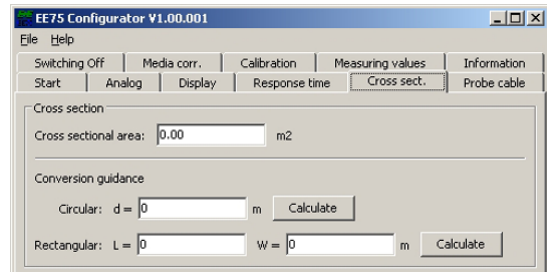 EE75 Configurator V1.00.001
File Help
Switching Off Media corr. Calibration Measuring values Information
Start Analog Display Response time Cross sect. Probe cable
Cross section
Cross sectional area: 0.00 m2
Conversion guidance
Circular: d = 0 m Calculate
Rectangular: L = 0 W = 0 m Calculate